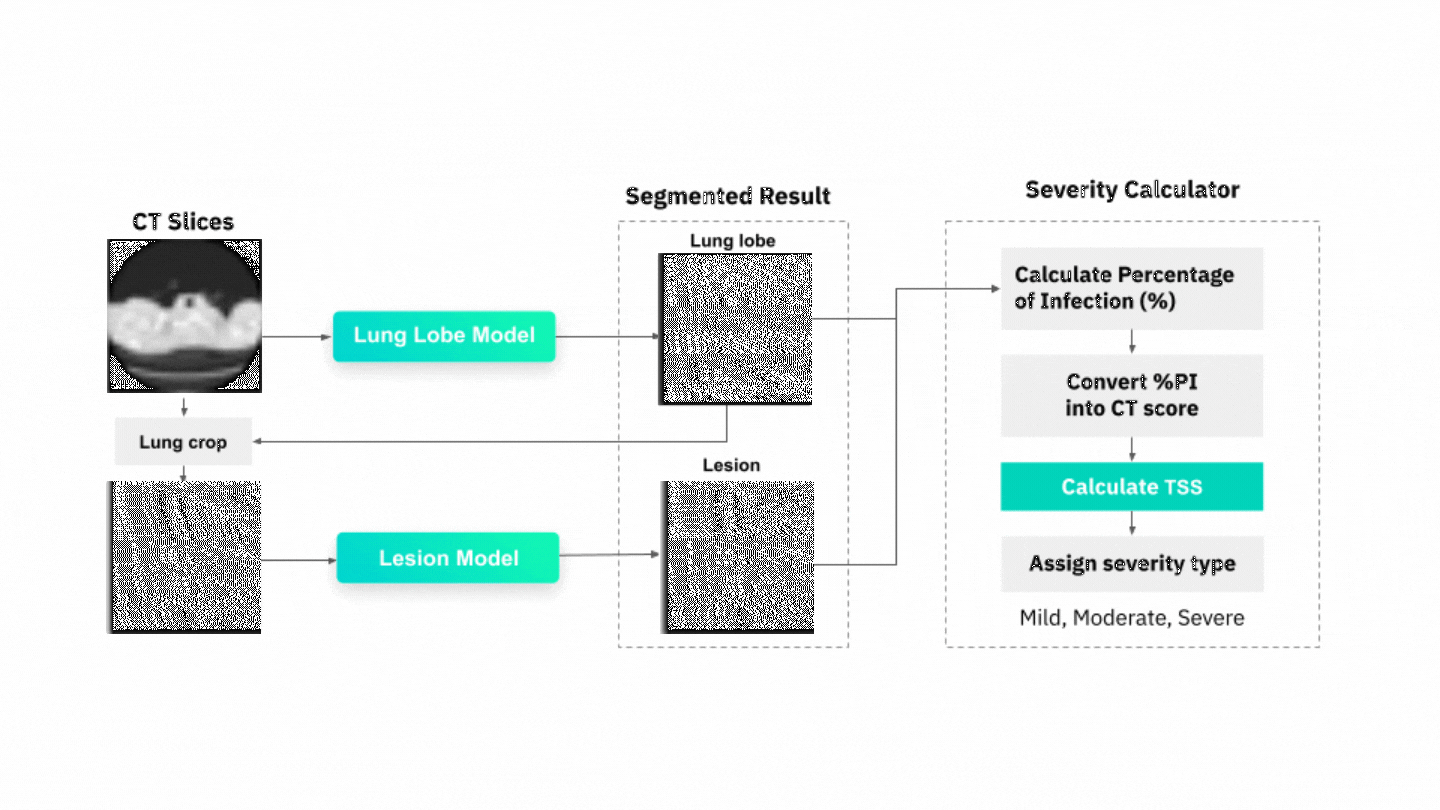 CT Slices
Lung crop
Lung Lobe Model
Lesion Model
Segmented Result
Lung lobe
Lesion
Severity Calculator
Calculate Percentage
of Infection (%)
Convert %PI
into CT score
Calculate TSS
Assign severity type
Mild, Moderate, Severe